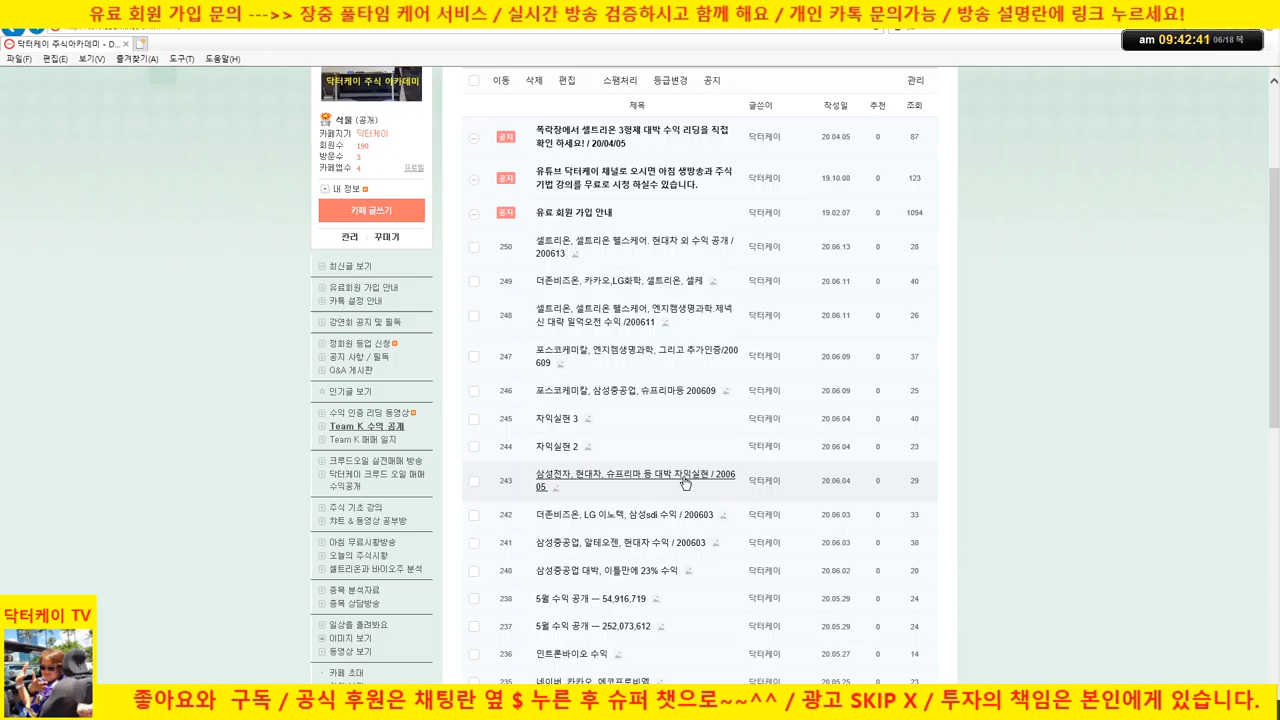 유료 회원 가입 문의 --->> 장중 풀타임 케어 서비스 / 실시간 방송 검증하시고 함께 해요 / 개인 카톡 문의가능 / 방송 설명란에 링크 누르세요!
닥터케이 주식아카데미 - D...
am 09:42:41 06/18 목
파일(F) 편집(E) 보기(V) 즐겨찾기(A) 도구(T) 도움말(H)
닥터케이 주식 아카데미
이동 삭제 편집 스팸처리 등급변경 공지 관리
제목 글쓴이 작성일 추천 조회
석울 (공개)
카페지기 닥터케이
회원수 190
방문수 3
카페앱수 4 프로필
내 정보
카페 글쓰기
관리 꾸미기
최신글 보기
유료회원 가입 안내
카톡 설정 안내
강연회 공지 및 필독
정회원 등업 신청
공지 사항 / 필독
Q&A 게시판
인기글 보기
수익 인증 리딩 동영상
Team K 수익 공개
Team K 매매 일지
크루드오일 실전매매 방송
닥터케이 크루드 오일 매매
수익공개
주식 기초 강의
챠트 & 동영상 공부방
아침 무료시황방송
오늘의 주식시황
셀트리온과 바이오주 분석
종목 분석자료
종목 상담방송
일상을 올려봐요
이미지 보기
동영상 보기
카페 초대
공지 폭락장에서 셀트리온 3형제 대박 수익 리딩을 직접
확인 하세요! / 20/04/05 닥터케이 20.04.05 0 87
공지 유튜브 닥터케이 채널로 오시면 아침 생방송과 주식
기법 강의를 무료로 시청 하실수 있습니다. 닥터케이 19.10.08 0 123
공지 유료 회원 가입 안내 닥터케이 19.02.07 0 1094
250 셀트리온, 셀트리온 헬스케어. 현대차 외 수익 공개 /
200613 닥터케이 20.06.13 0 28
249 더존비즈온, 카카오,LG화학, 셀트리온, 셀케 닥터케이 20.06.11 0 40
248 셀트리온, 셀트리온 헬스케어, 엔지켐생명과학.제넥
신 대략 일억오전 수익 /200611 닥터케이 20.06.11 0 26
247 포스코케미칼, 엔지켐생명과학, 그리고 추가인증/200
609 닥터케이 20.06.09 0 37
246 포스코케미칼, 삼성중공업, 슈프리마등 200609 닥터케이 20.06.09 0 25
245 차익실현 3 닥터케이 20.06.04 0 40
244 차익실현 2 닥터케이 20.06.04 0 23
243 삼성전자, 현대차, 슈프리마 등 대박 차익실현 / 2006
05 닥터케이 20.06.04 0 29
242 더존비즈온, LG 이노텍, 삼성sdi 수익 / 200603 닥터케이 20.06.03 0 33
241 삼성중공업, 알테오젠, 현대차 수익 / 200603 닥터케이 20.06.03 0 38
240 삼성중공업 대박, 이틀만에 23% 수익 닥터케이 20.06.02 0 20
238 5월 수익 공개 ㅡ 54,916,719 닥터케이 20.05.29 0 24
237 5월 수익 공개 ㅡ 252,073,612 닥터케이 20.05.29 0 24
236 인트론바이오 수익 닥터케이 20.05.27 0 14
235 네이버, 카카오, 에코프로비엠 닥터케이 20.05.23 0 23
닥터케이 TV
좋아요와 구독 / 공식 후원은 채팅란 옆 $ 누른 후 슈퍼 챗으로~~^^ / 광고 SKIP X / 투자의 책임은 본인에게 있습니다.